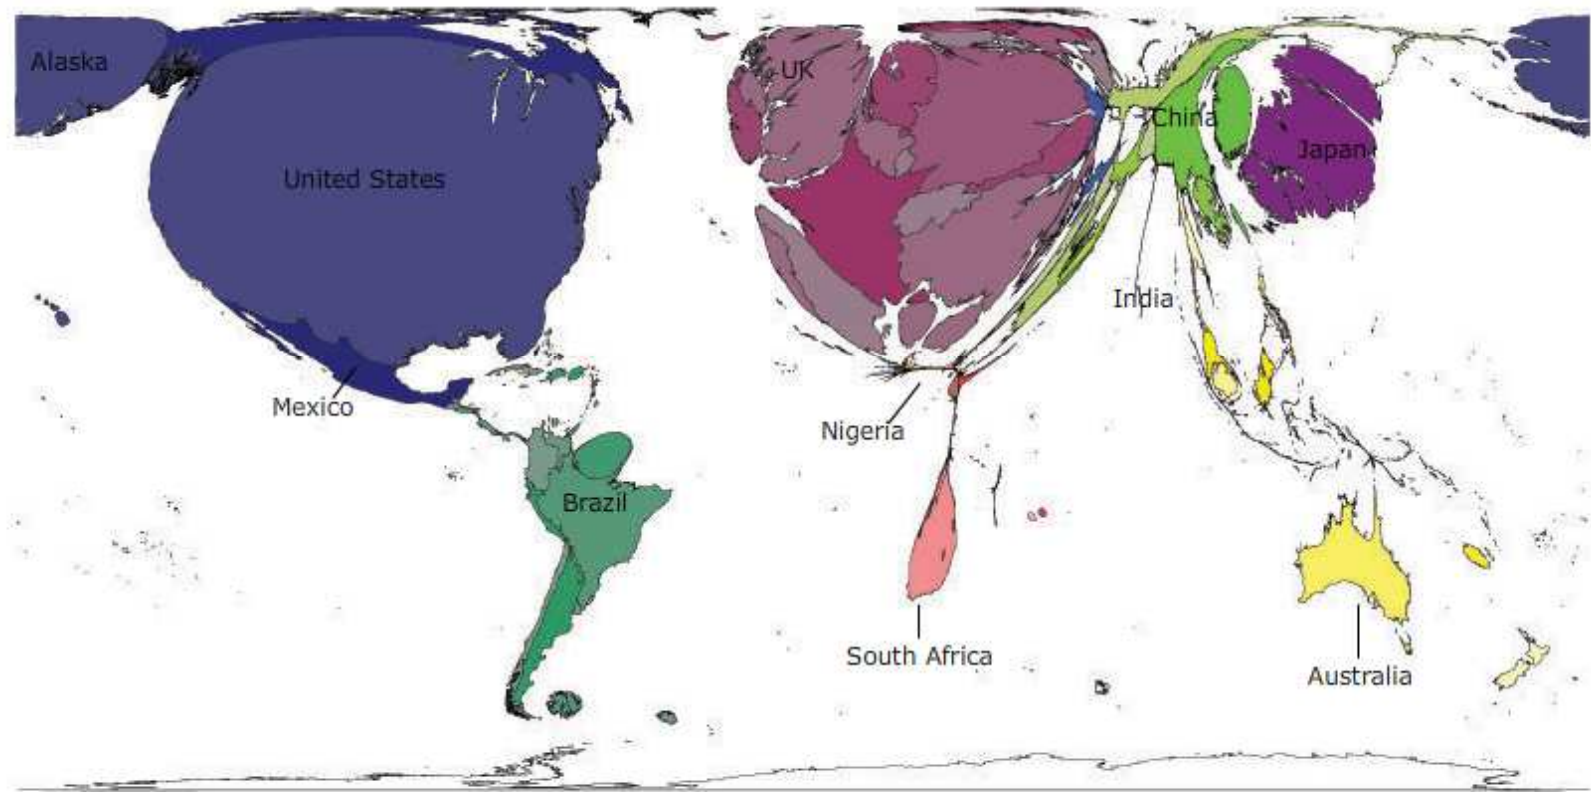 Alaska
UK
China
Japan
United States
India
Mexico
Nigeria
Brazil
South Africa
Australia